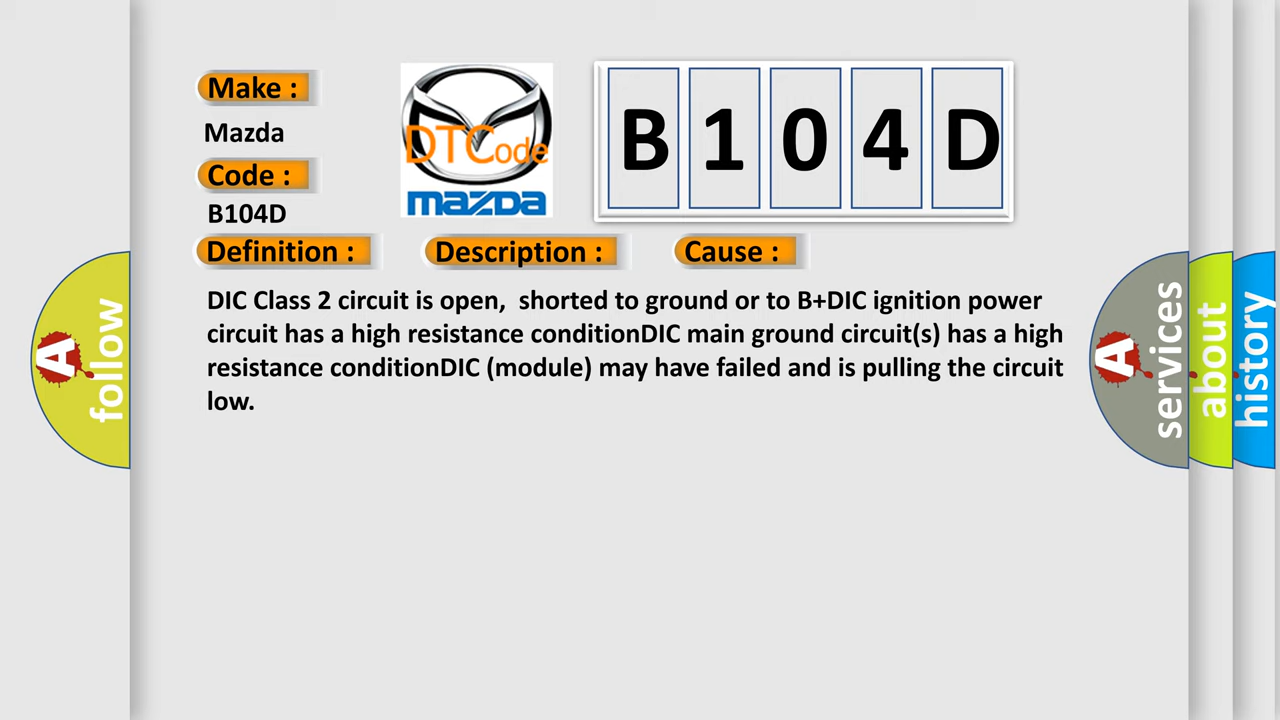 Make :
Mazda
Code :
B104D
DTCode
mazda
B 1 0 4 D
Definition :
Description :
Cause :
DIC Class 2 circuit is open,  shorted to ground or to B+DIC ignition power
circuit has a high resistance conditionDIC main ground circuit(s) has a high
resistance conditionDIC (module) may have failed and is pulling the circuit
low.
A
follow
A
services
about
history